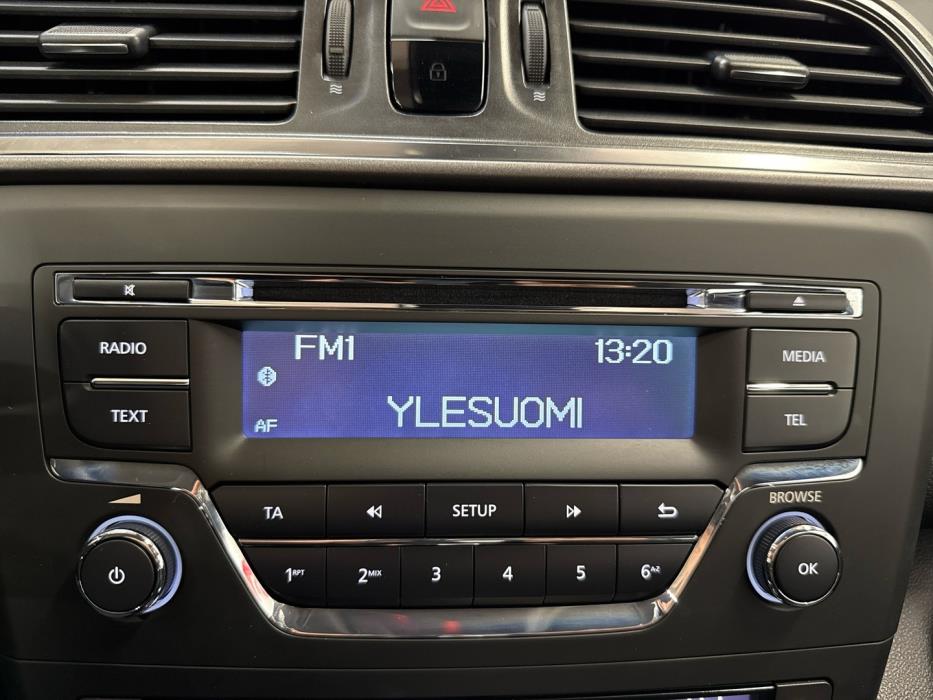 FM1 13:20
AF YLESUOMI
RADIO
TEXT
MEDIA
TEL
BROWSE
TA SETUP
1RPT 2MIX 3 4 5 6A-Z
OK